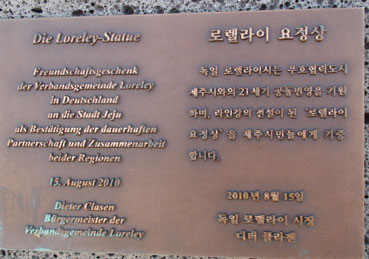 Die Loreley-Statue
Freundschaftsgeschenk
der Verbandsgemeinde Loreley
in Deutschland
an die Stadt Jeju
als Bestätigung der dauerhaften
Partnerschaft und Zusammenarbeit
beider Regionen
15. August 2010
Dieter Clasen
Bürgermeister der
Verbandsgemeinde Loreley
로렐라이 요정상
독일 로렐라이시는 우호협력도시
제주시와의 21세기 공동번영을 기원
하며, 라인강의 전설이 된 '로렐라이
요정상'을 제주시민들에게 기증
합니다.
2010년 8월 15일
독일 로렐라이 시장
디터 클라젠